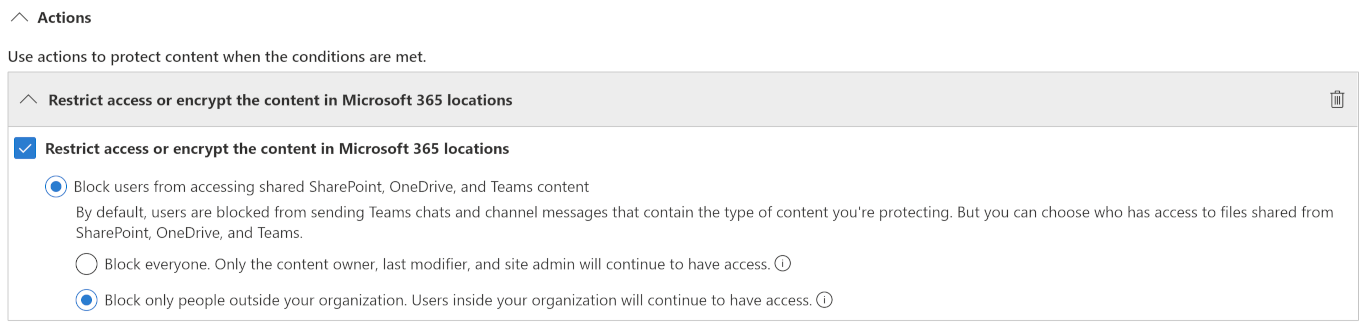 Actions
Use actions to protect content when the conditions are met.
Restrict access or encrypt the content in Microsoft 365 locations
Restrict access or encrypt the content in Microsoft 365 locations
Block users from accessing shared SharePoint, OneDrive, and Teams content
By default, users are blocked from sending Teams chats and channel messages that contain the type of content you're protecting. But you can choose who has access to files shared from
SharePoint, OneDrive, and Teams.
Block everyone. Only the content owner, last modifier, and site admin will continue to have access.
Block only people outside your organization. Users inside your organization will continue to have access.